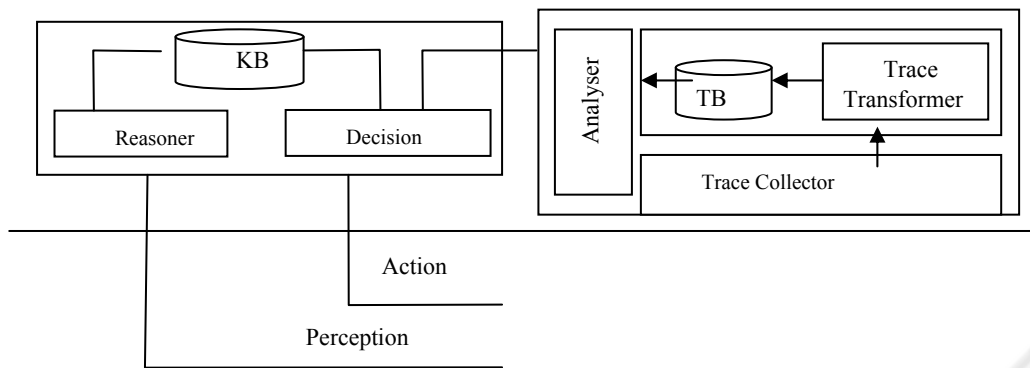 KB
Reasoner
Decision
Analyser
TB
Trace
Transformer
Trace Collector
Action
Perception